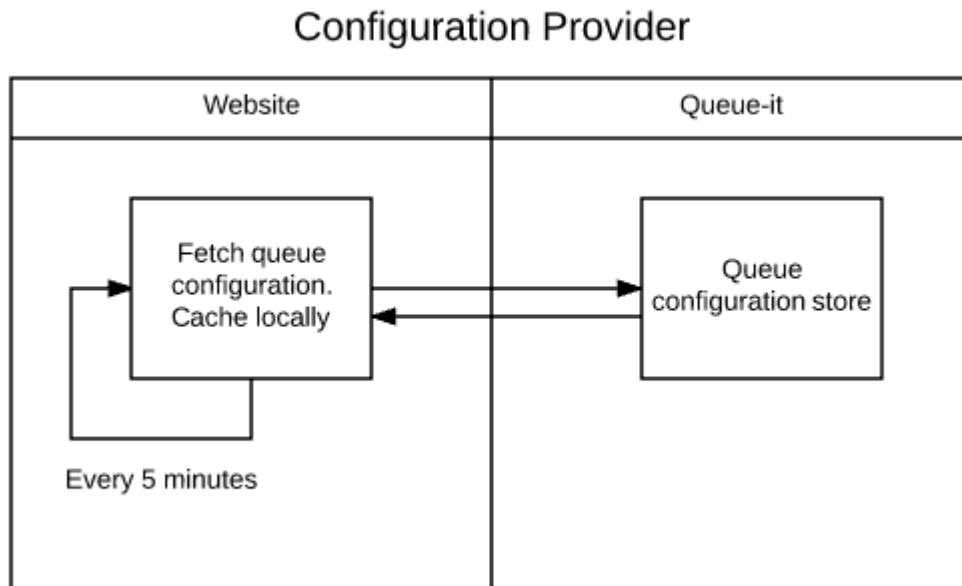 Configuration Provider
Website
Queue-it
Fetch queue
configuration.
Cache locally
Queue
configuration store
Every 5 minutes